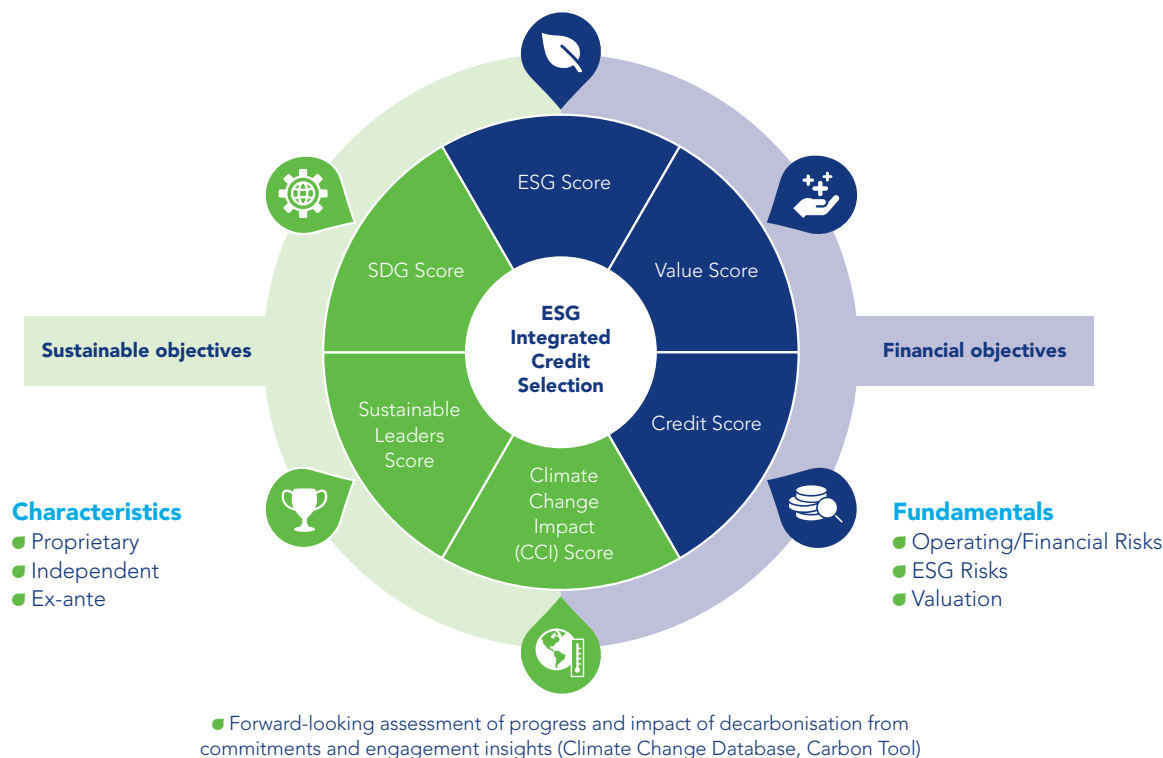 ESG Score
SDG Score
Value Score
ESG
Integrated
Credit
Selection
Sustainable objectives
Financial objectives
Sustainable
Leaders
Score
Credit Score
Climate
Change
Impact
(CCI) Score
Characteristics
Proprietary
Independent
Ex-ante
Fundamentals
Operating/Financial Risks
ESG Risks
Valuation
Forward-looking assessment of progress and impact of decarbonisation from
commitments and engagement insights (Climate Change Database, Carbon Tool)